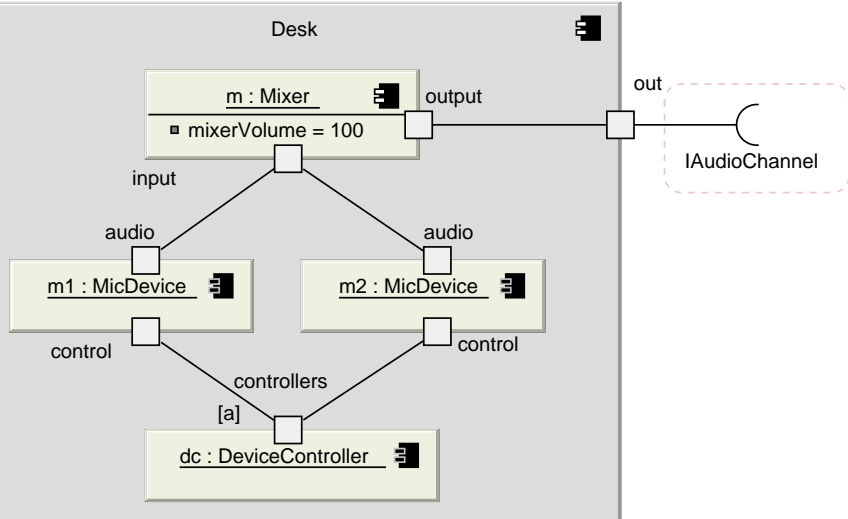 Desk
m : Mixer
output
out
mixerVolume = 100
IAudioChannel
input
audio
audio
m1 : MicDevice
m2 : MicDevice
control
control
controllers
[a]
dc : DeviceController